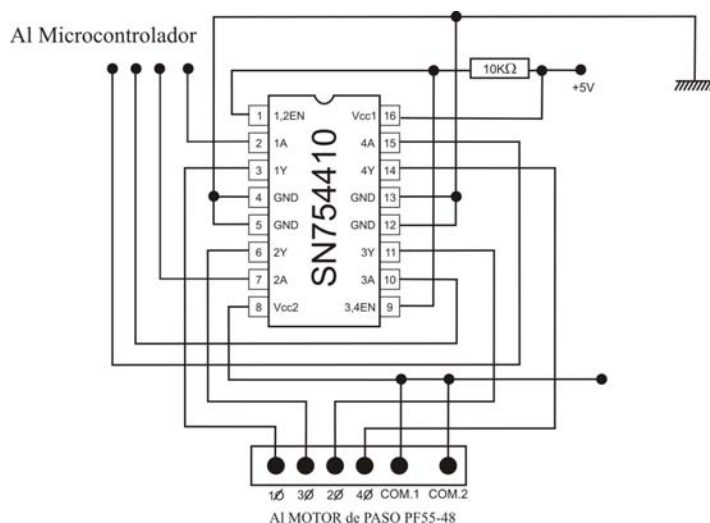 Al Microcontrolador
10KΩ
+5V
1 1,2EN Vcc1 16
2 1A 4A 15
3 1Y 4Y 14
4 GND GND 13
5 GND GND 12
6 2Y 3Y 11
7 2A 3A 10
8 Vcc2 3,4EN 9
SN754410
1Ø 3Ø 2Ø 4Ø COM.1 COM.2
Al MOTOR de PASO PF55-48